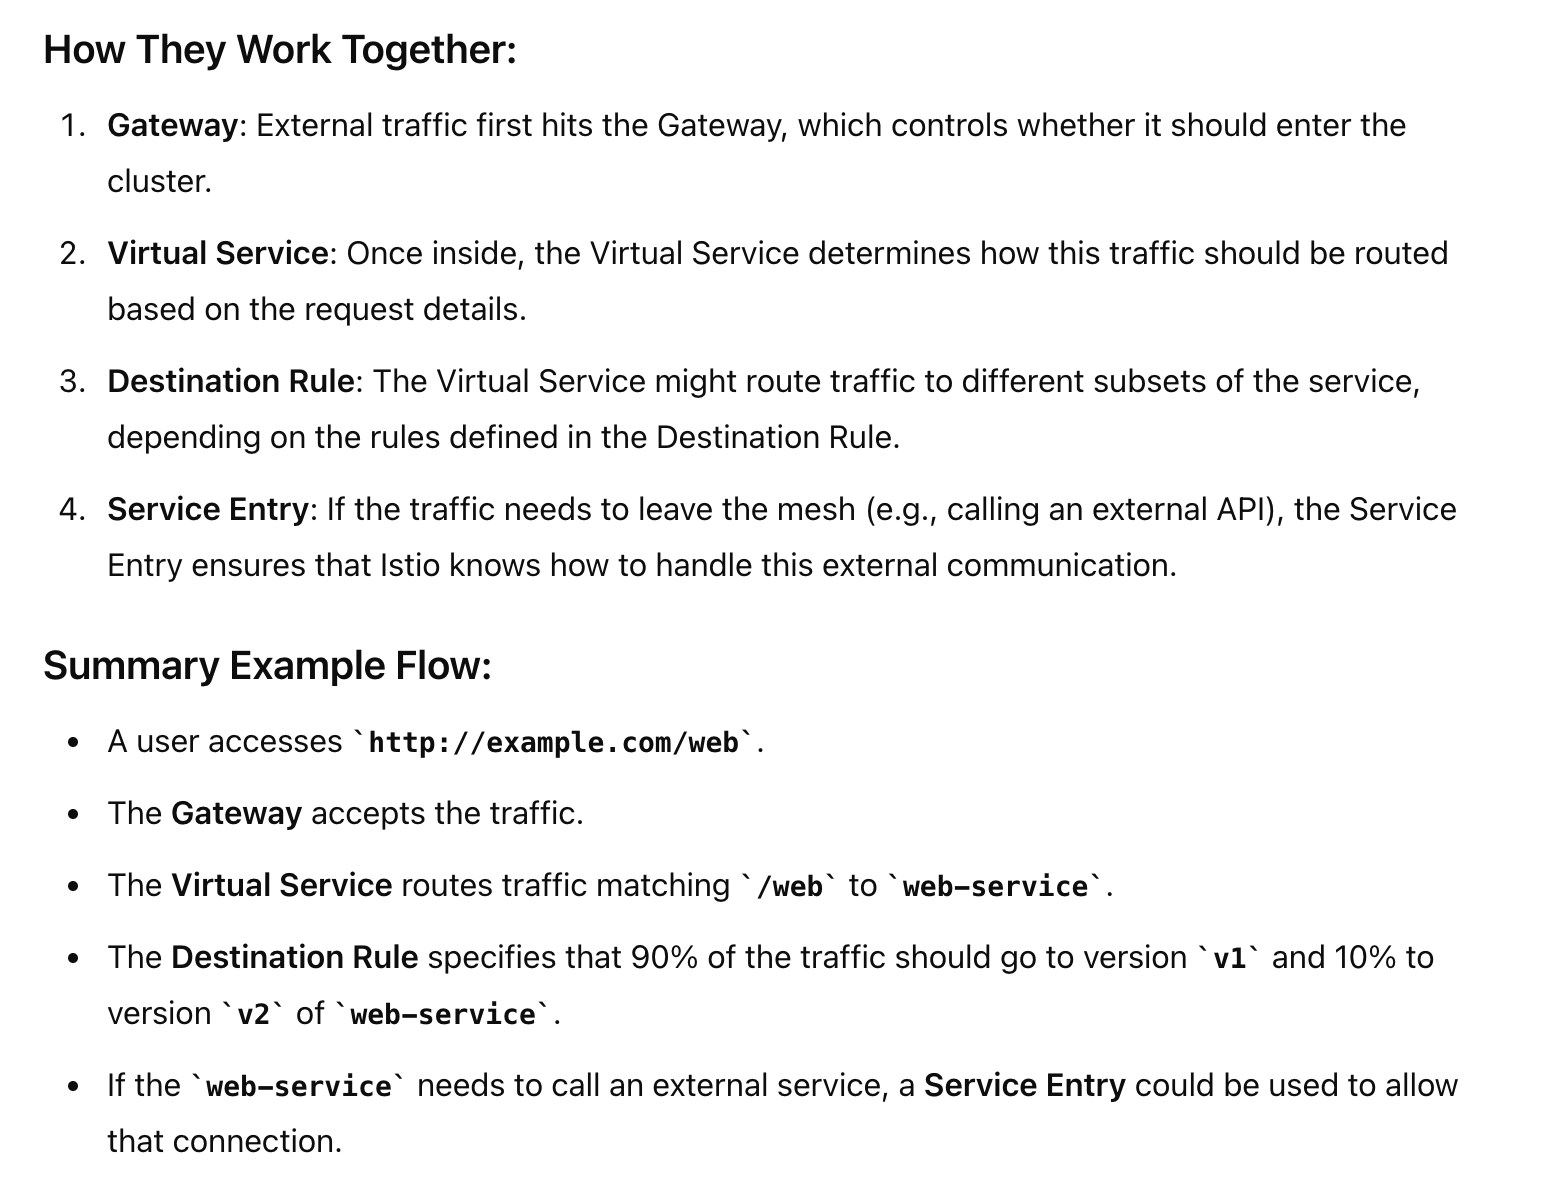 How They Work Together:
1. Gateway: External traffic first hits the Gateway, which controls whether it should enter the
cluster.
2. Virtual Service: Once inside, the Virtual Service determines how this traffic should be routed
based on the request details.
3. Destination Rule: The Virtual Service might route traffic to different subsets of the service,
depending on the rules defined in the Destination Rule.
4. Service Entry: If the traffic needs to leave the mesh (e.g., calling an external API), the Service
Entry ensures that Istio knows how to handle this external communication.
Summary Example Flow:
• A user accesses `http://example.com/web`.
• The Gateway accepts the traffic.
• The Virtual Service routes traffic matching `/web` to `web-service`.
• The Destination Rule specifies that 90% of the traffic should go to version `v1` and 10% to
version `v2` of `web-service`.
• If the `web-service` needs to call an external service, a Service Entry could be used to allow
that connection.